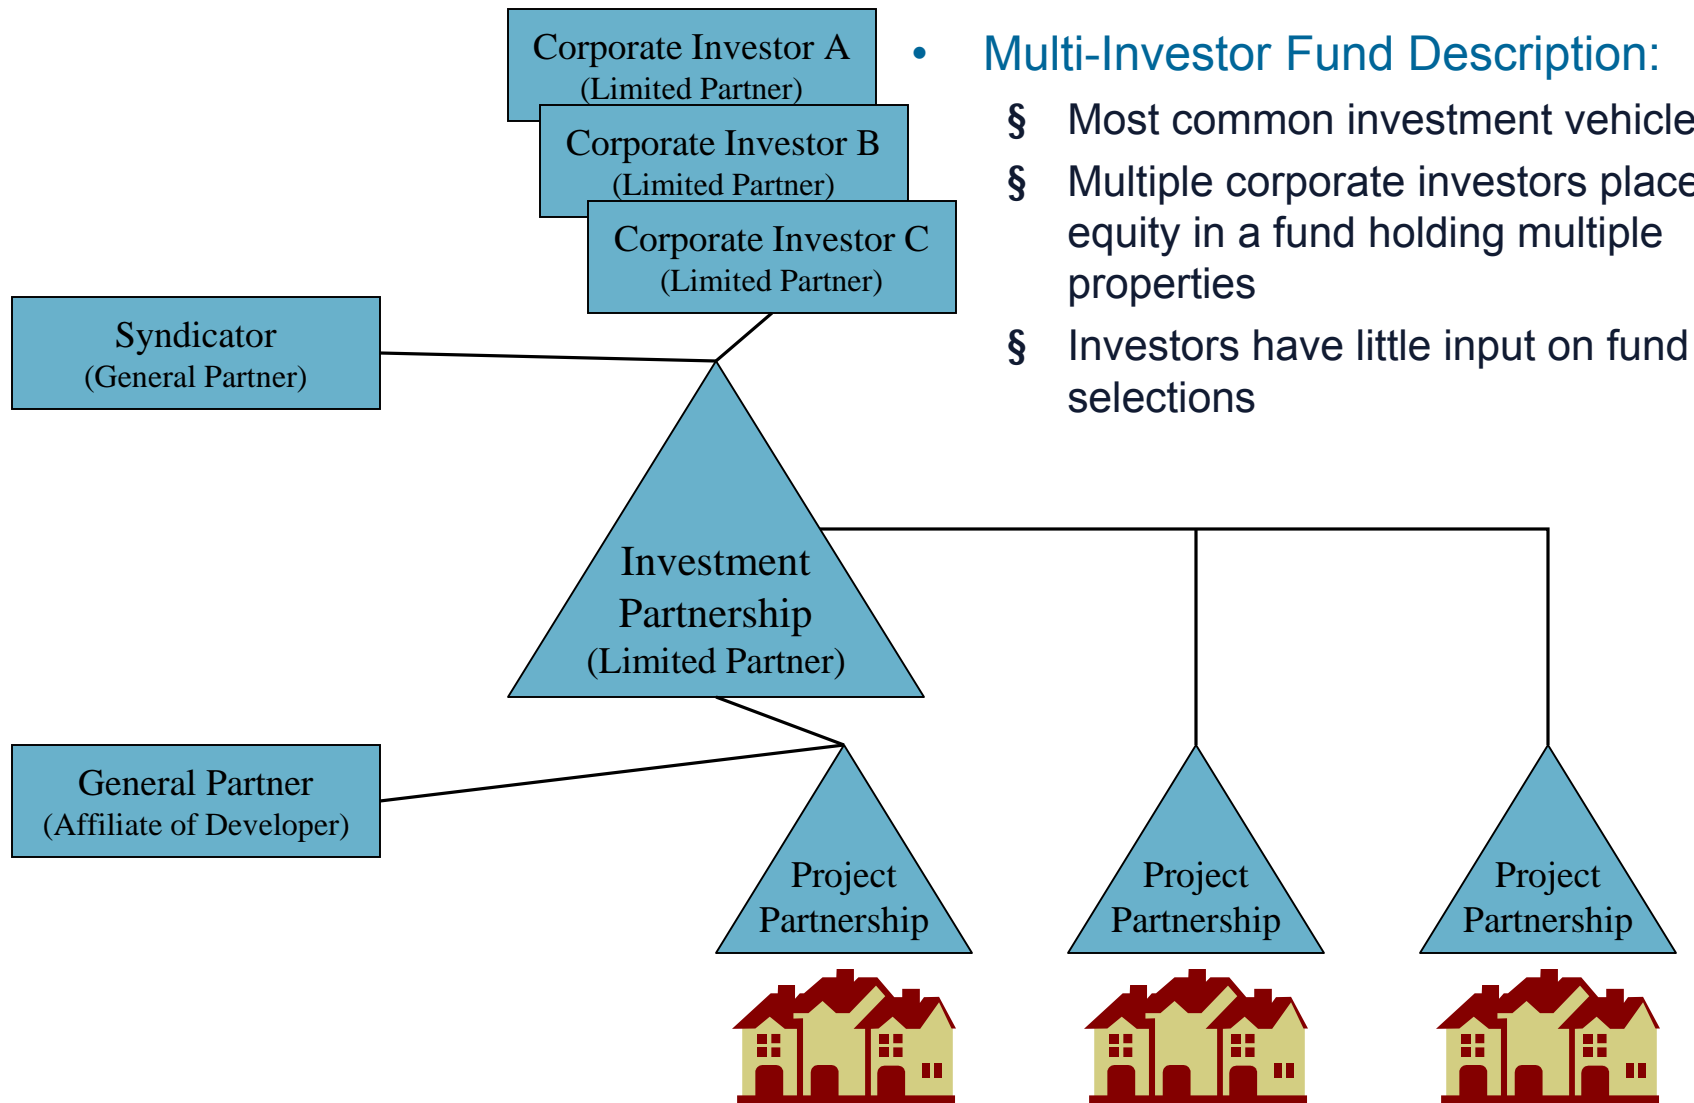 Corporate Investor A
(Limited Partner)
Corporate Investor B
(Limited Partner)
Corporate Investor C
(Limited Partner)
• Multi-Investor Fund Description:
§ Most common investment vehicle
§ Multiple corporate investors place
equity in a fund holding multiple
properties
§ Investors have little input on fund
selections
Syndicator
(General Partner)
Investment
Partnership
(Limited Partner)
General Partner
(Affiliate of Developer)
Project
Partnership
Project
Partnership
Project
Partnership